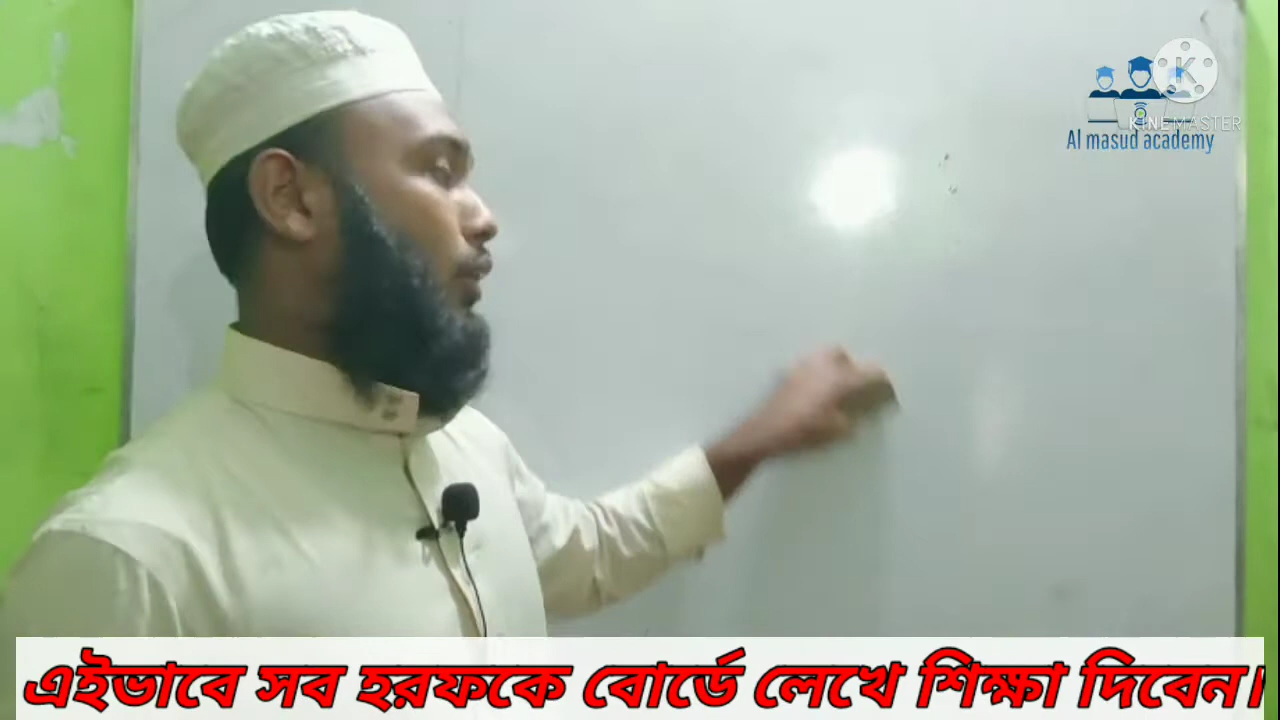 K
KINEMASTER
Al masud academy
এইভাবে সব হরফকে বোর্ডে লেখে শিক্ষা দিবেন।